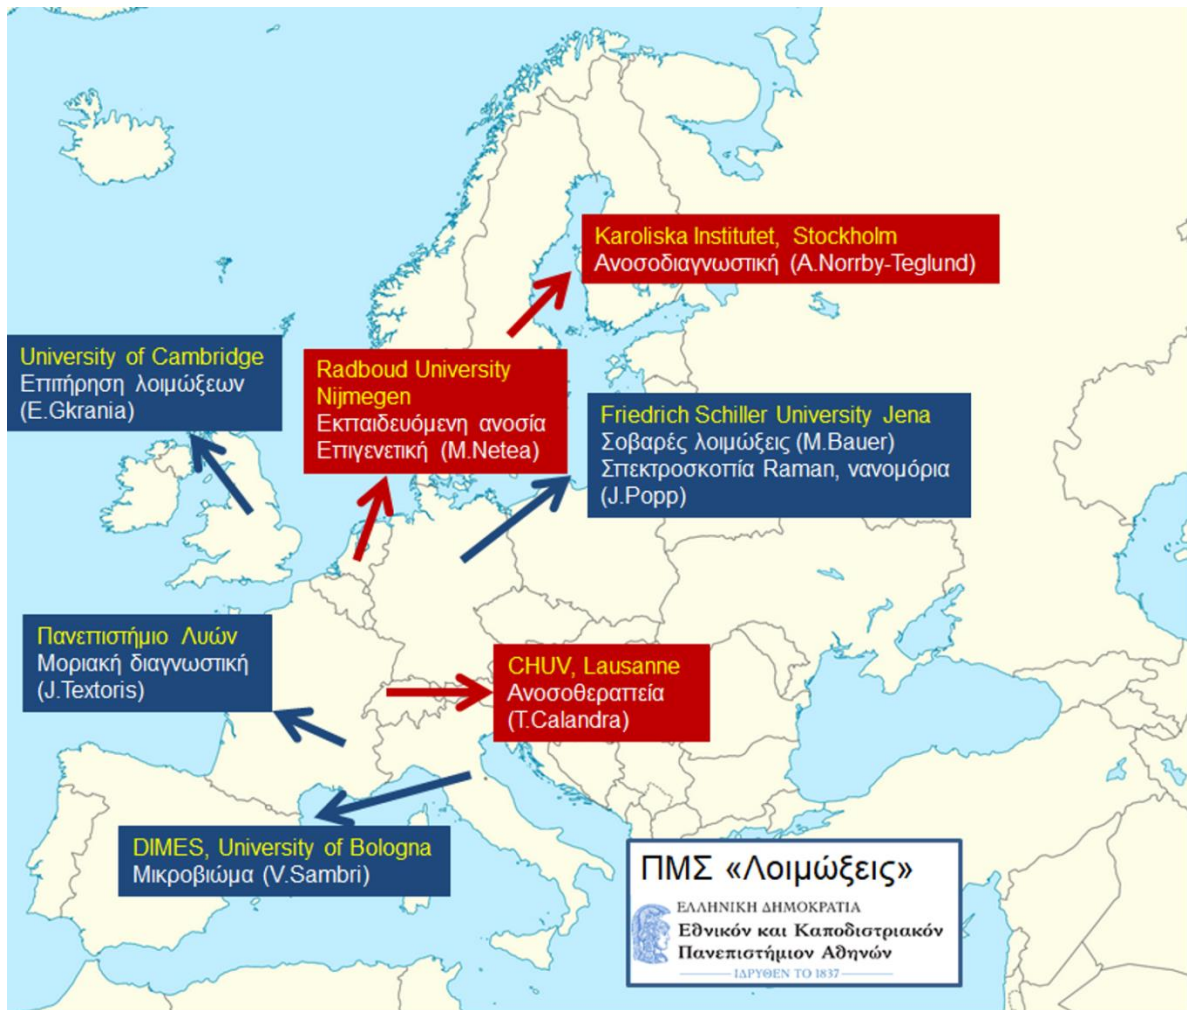 Karoliska Institutet, Stockholm
Ανοσοδιαγνωστική (A.Norrby-Teglund)
University of Cambridge
Επιτήρηση λοιμώξεων
(E.Gkrania)
Radboud University
Nijmegen
Εκπαιδευόμενη ανοσία
Επιγενετική (M.Netea)
Friedrich Schiller University Jena
Σοβαρές λοιμώξεις (M.Bauer)
Σπεκτροσκοπία Raman, νανομόρια
(J.Popp)
Πανεπιστήμιο Λυών
Μοριακή διαγνωστική
(J.Textoris)
CHUV, Lausanne
Ανοσοθεραπεία
(T.Calandra)
DIMES, University of Bologna
Μικροβιώμα (V.Sambri)
ΠΜΣ «Λοιμώξεις»
ΕΛΛΗΝΙΚΗ ΔΗΜΟΚΡΑΤΙΑ
Εθνικόν και Καποδιστριακόν
Πανεπιστήμιον Αθηνών
ΙΔΡΥΘΕΝ ΤΟ 1837